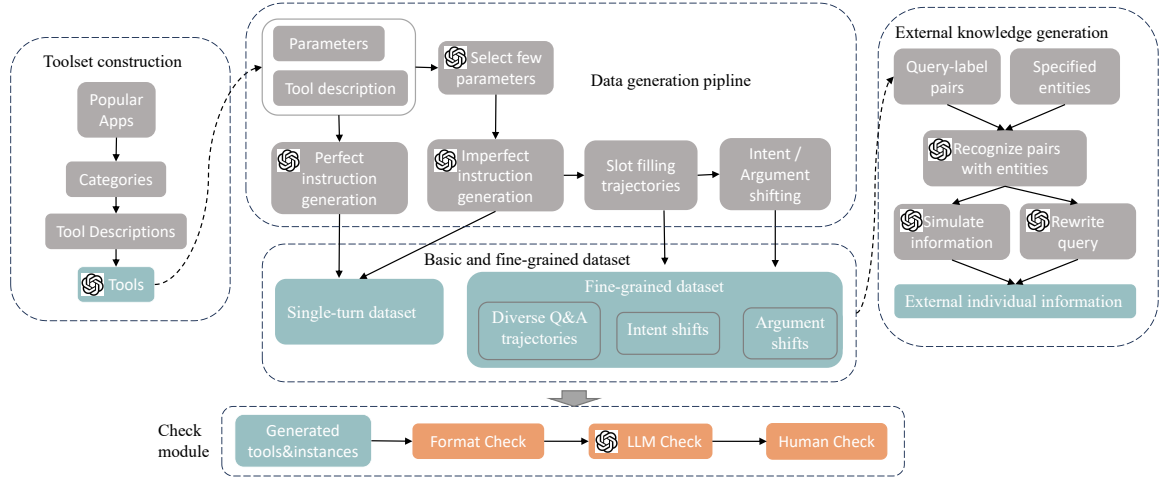 Toolset construction
Popular
Apps
Categories
Tool Descriptions
Tools
Parameters
Tool description
Select few
parameters
Data generation pipline
Perfect
instruction
generation
Imperfect
instruction
generation
Slot filling
trajectories
Intent /
Argument
shifting
Basic and fine-grained dataset
Single-turn dataset
Fine-grained dataset
Diverse Q&A
trajectories
Intent shifts
Argument
shifts
External knowledge generation
Query-label
pairs
Specified
entities
Recognize pairs
with entities
Simulate
information
Rewrite
query
External individual information
Check
module
Generated
tools&instances
Format Check
LLM Check
Human Check